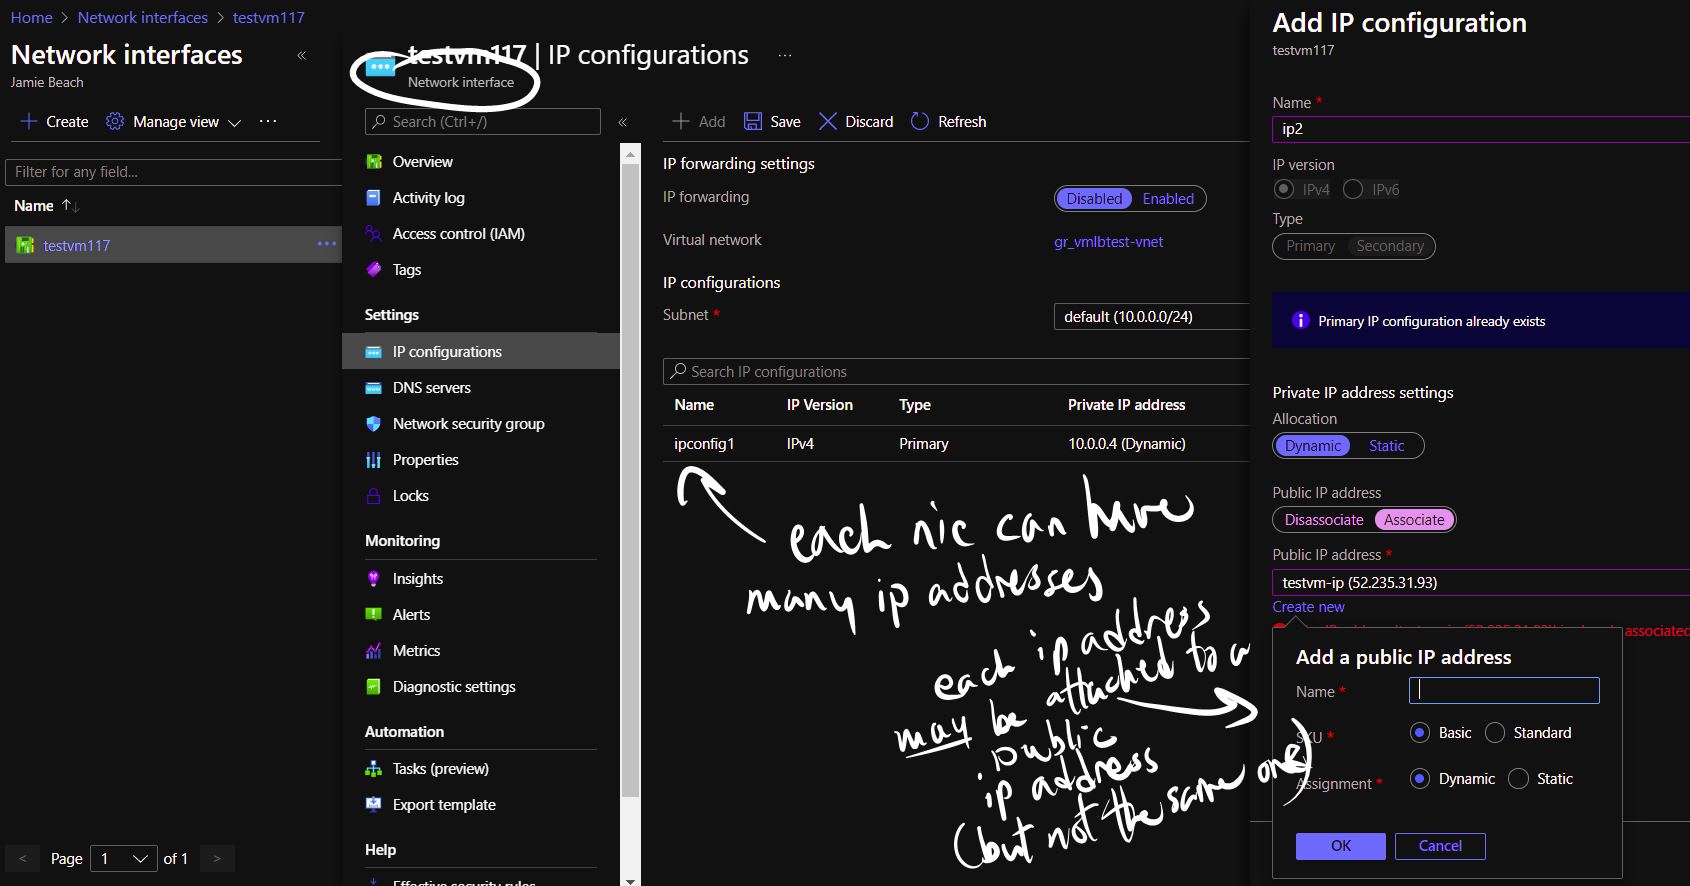 Home > Network interfaces > testvm117
Network interfaces
Jamie Beach
Create
Manage view
Filter for any field...
Name
testvm117
Page 1 of 1
testvm117 | IP configurations
Network interface
Search (Ctrl+/)
Overview
Activity log
Access control (IAM)
Tags
Settings
IP configurations
DNS servers
Network security group
Properties
Locks
Monitoring
Insights
Alerts
Metrics
Diagnostic settings
Automation
Tasks (preview)
Export template
Help
Effective security rules
Add Save Discard Refresh
IP forwarding settings
IP forwarding Disabled Enabled
Virtual network gr_vmlbtest-vnet
IP configurations
Subnet * default (10.0.0.0/24)
Search IP configurations
Name IP Version Type Private IP address
ipconfig1 IPv4 Primary 10.0.0.4 (Dynamic)
each nic can have
many ip addresses
each ip address
may be attached to a
public
ip address
(but not the same one)
Add IP configuration
testvm117
Name *
ip2
IP version
IPv4 IPv6
Type
Primary Secondary
Primary IP configuration already exists
Private IP address settings
Allocation
Dynamic Static
Public IP address
Disassociate Associate
Public IP address *
testvm-ip (52.235.31.93)
Create new
associated
Add a public IP address
Name *
SKU * Basic Standard
Assignment * Dynamic Static
OK Cancel